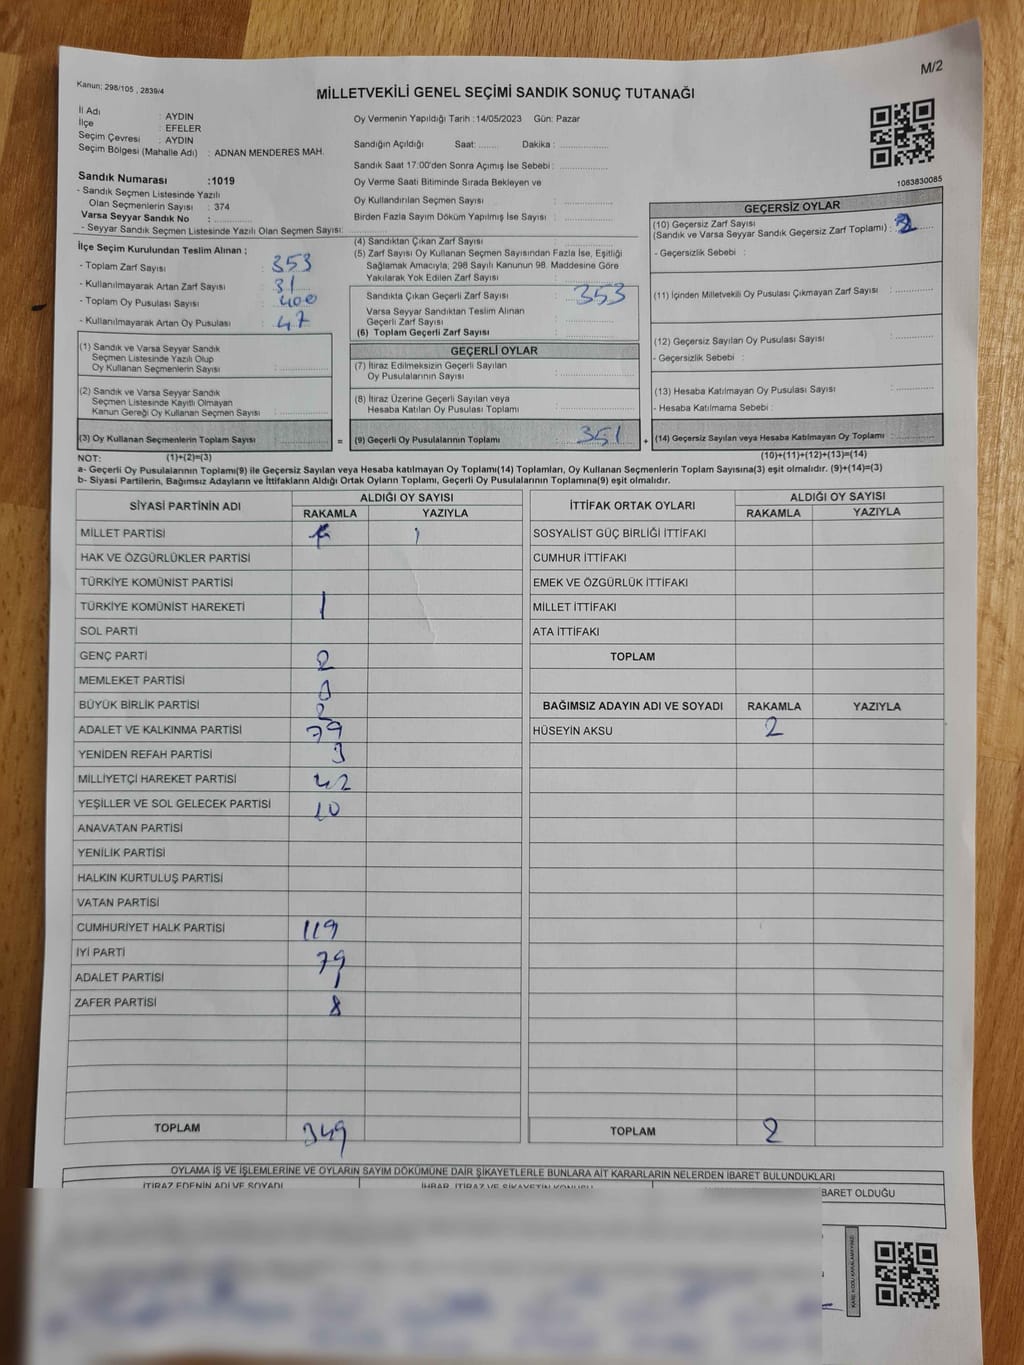 M/2
Kanun; 298/105 , 2839/4
MİLLETVEKİLİ GENEL SEÇİMİ SANDIK SONUÇ TUTANAĞI
İl Adı : AYDIN
İlçe : EFELER
Seçim Çevresi : AYDIN
Seçim Bölgesi (Mahalle Adı) : ADNAN MENDERES MAH.
Sandık Numarası :1019
- Sandık Seçmen Listesinde Yazılı
Olan Seçmenlerin Sayısı : 374
Varsa Seyyar Sandık No :
- Seyyar Sandık Seçmen Listesinde Yazılı Olan Seçmen Sayısı:
Oy Vermenin Yapıldığı Tarih :14/05/2023 Gün: Pazar
Sandığın Açıldığı Saat: ........ Dakika : ................
Sandık Saat 17:00'den Sonra Açımış İse Sebebi :
Oy Verme Saati Bitiminde Sırada Bekleyen ve
Oy Kullandırılan Seçmen Sayısı :
Birden Fazla Sayım Döküm Yapılmış İse Sayısı :
1083830085
İlçe Seçim Kurulundan Teslim Alınan ;
- Toplam Zarf Sayısı : 353
- Kullanılmayarak Artan Zarf Sayısı : 31
- Toplam Oy Pusulası Sayısı : 400
- Kullanılmayarak Artan Oy Pusulası : 47
(1) Sandık ve Varsa Seyyar Sandık
Seçmen Listesinde Yazılı Olup
Oy Kullanan Seçmenlerin Sayısı :
(2) Sandık ve Varsa Seyyar Sandık
Seçmen Listesinde Kayıtlı Olmayan
Kanun Gereği Oy Kullanan Seçmen Sayısı :
(3) Oy Kullanan Seçmenlerin Toplam Sayısı =
(4) Sandıktan Çıkan Zarf Sayısı
(5) Zarf Sayısı Oy Kullanan Seçmen Sayısından Fazla İse, Eşitliği
Sağlamak Amacıyla, 298 Sayılı Kanunun 98. Maddesine Göre
Yakılarak Yok Edilen Zarf Sayısı :
Sandıkta Çıkan Geçerli Zarf Sayısı : 353
Varsa Seyyar Sandıktan Teslim Alınan
Geçerli Zarf Sayısı
(6) Toplam Geçerli Zarf Sayısı :
GEÇERLİ OYLAR
(7) İtiraz Edilmeksizin Geçerli Sayılan
Oy Pusulalarının Sayısı :
(8) İtiraz Üzerine Geçerli Sayılan veya
Hesaba Katılan Oy Pusulası Toplamı :
(9) Geçerli Oy Pusulalarının Toplamı : 351 +
GEÇERSİZ OYLAR
(10) Geçersiz Zarf Sayısı
(Sandık ve Varsa Seyyar Sandık Geçersiz Zarf Toplamı) : 2
- Geçersizlik Sebebi :
(11) İçinden Milletvekili Oy Pusulası Çıkmayan Zarf Sayısı :
(12) Geçersiz Sayılan Oy Pusulası Sayısı :
- Geçersizlik Sebebi :
(13) Hesaba Katılmayan Oy Pusulası Sayısı :
- Hesaba Katılmama Sebebi :
(14) Geçersiz Sayılan veya Hesaba Katılmayan Oy Toplamı :
NOT: (1)+(2)=(3)
(10)+(11)+(12)+(13)=(14)
a- Geçerli Oy Pusulalarının Toplamı(9) ile Geçersiz Sayılan veya Hesaba katılmayan Oy Toplamı(14) Toplamları, Oy Kullanan Seçmenlerin Toplam Sayısına(3) eşit olmalıdır. (9)+(14)=(3)
b- Siyasi Partilerin, Bağımsız Adayların ve İttifakların Aldığı Ortak Oyların Toplamı, Geçerli Oy Pusulalarının Toplamına(9) eşit olmalıdır.
SİYASİ PARTİNİN ADI ALDIĞI OY SAYISI
RAKAMLA YAZIYLA
MİLLET PARTİSİ 1
HAK VE ÖZGÜRLÜKLER PARTİSİ
TÜRKİYE KOMÜNİST PARTİSİ
TÜRKİYE KOMÜNİST HAREKETİ 1
SOL PARTİ
GENÇ PARTİ 2
MEMLEKET PARTİSİ
BÜYÜK BİRLİK PARTİSİ 2
ADALET VE KALKINMA PARTİSİ 79
YENİDEN REFAH PARTİSİ 3
MİLLİYETÇİ HAREKET PARTİSİ 42
YEŞİLLER VE SOL GELECEK PARTİSİ 10
ANAVATAN PARTİSİ
YENİLİK PARTİSİ
HALKIN KURTULUŞ PARTİSİ
VATAN PARTİSİ
CUMHURİYET HALK PARTİSİ 119
İYİ PARTİ 79
ADALET PARTİSİ 1
ZAFER PARTİSİ 8
TOPLAM 349
İTTİFAK ORTAK OYLARI ALDIĞI OY SAYISI
RAKAMLA YAZIYLA
SOSYALİST GÜÇ BİRLİĞİ İTTİFAKI
CUMHUR İTTİFAKI
EMEK VE ÖZGÜRLÜK İTTİFAKI
MİLLET İTTİFAKI
ATA İTTİFAKI
TOPLAM
BAĞIMSIZ ADAYIN ADI VE SOYADI RAKAMLA YAZIYLA
HÜSEYİN AKSU 2
TOPLAM 2
OYLAMA İŞ VE İŞLEMLERİNE VE OYLARIN SAYIM DÖKÜMÜNE DAİR ŞİKAYETLERLE BUNLARA AİT KARARLARIN NELERDEN İBARET BULUNDUKLARI
İTİRAZ EDENİN ADI VE SOYADI İHBAR, İTİRAZ VE ŞİKAYETİN KONUSU BARET OLDUĞU